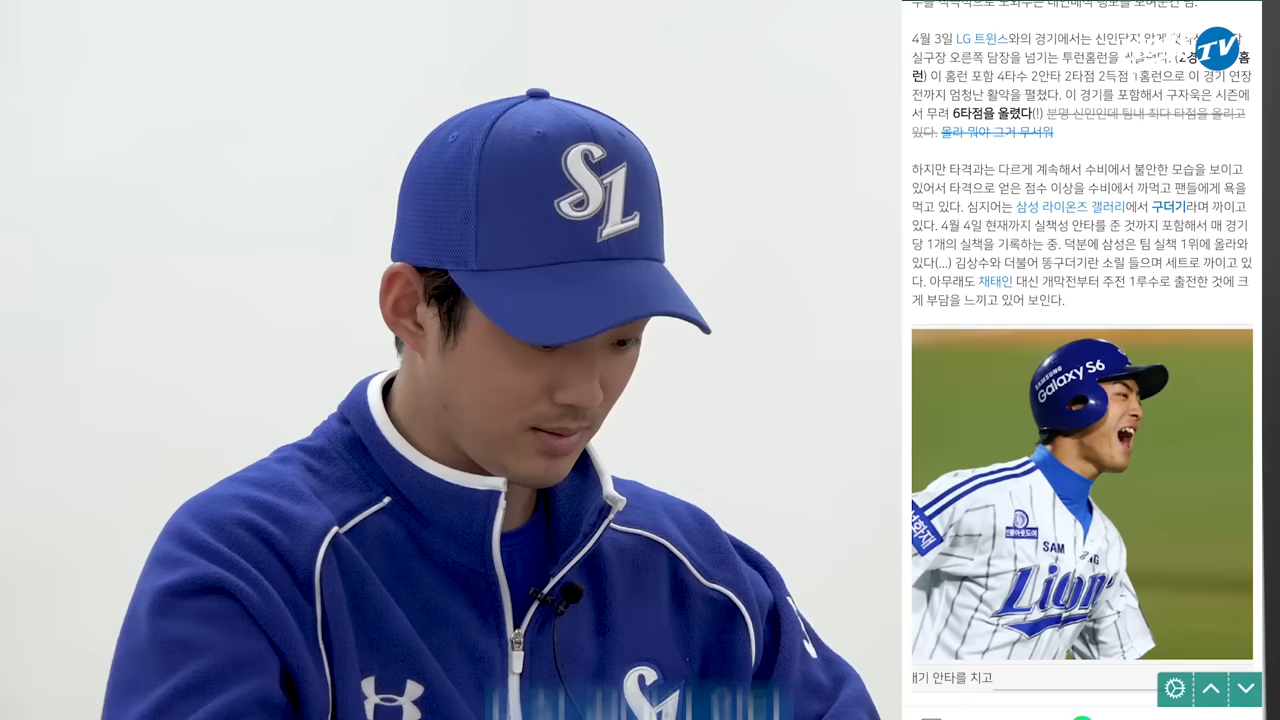 4월 3일 LG 트윈스와의 경기에서는 신인답지 않게
실구장 오른쪽 담장을 넘기는 투런홈런을 홈
런) 이 홈런 포함 4타수 2안타 2타점 2득점 1홈런으로 이 경기 연장
전까지 엄청난 활약을 펼쳤다. 이 경기를 포함해서 구자욱은 시즌에
서 무려 6타점을 올렸다(!) 분명 신인인데 팀내 최다 타점을 올리고
있다. 몰라 뭐야 그거 무서워
하지만 타격과는 다르게 계속해서 수비에서 불안한 모습을 보이고
있어서 타격으로 얻은 점수 이상을 수비에서 까먹고 팬들에게 욕을
먹고 있다. 심지어는 삼성 라이온즈 갤러리에서 구더기라며 까이고
있다. 4월 4일 현재까지 실책성 안타를 준 것까지 포함해서 매 경기
당 1개의 실책을 기록하는 중. 덕분에 삼성은 팀 실책 1위에 올라와
있다(...) 김상수와 더불어 똥구더기란 소릴 들으며 세트로 까이고 있
다. 아무래도 채태인 대신 개막전부터 주전 1루수로 출전한 것에 크
게 부담을 느끼고 있어 보인다.
TV
SL
SAMSUNG
Galaxy S6
성화재
SAM NG
Lions
내기 안타를 치고
SL